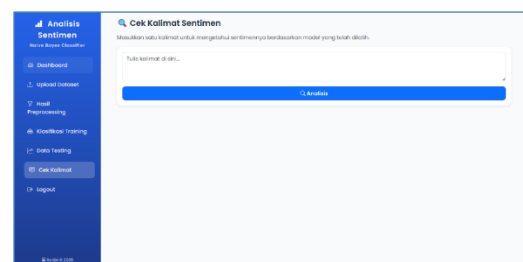 Analisis
Sentimen
Naive Bayes Classifier
Dashboard
Upload Dataset
Hasil
Preprocessing
Klasifikasi Training
Data Testing
Cek Kalimat
Logout
Cek Kalimat Sentimen
Masukkan satu kalimat untuk mengetahui sentimennya berdasarkan model yang telah dilatih.
Tulis kalimat di sini...
Analisis